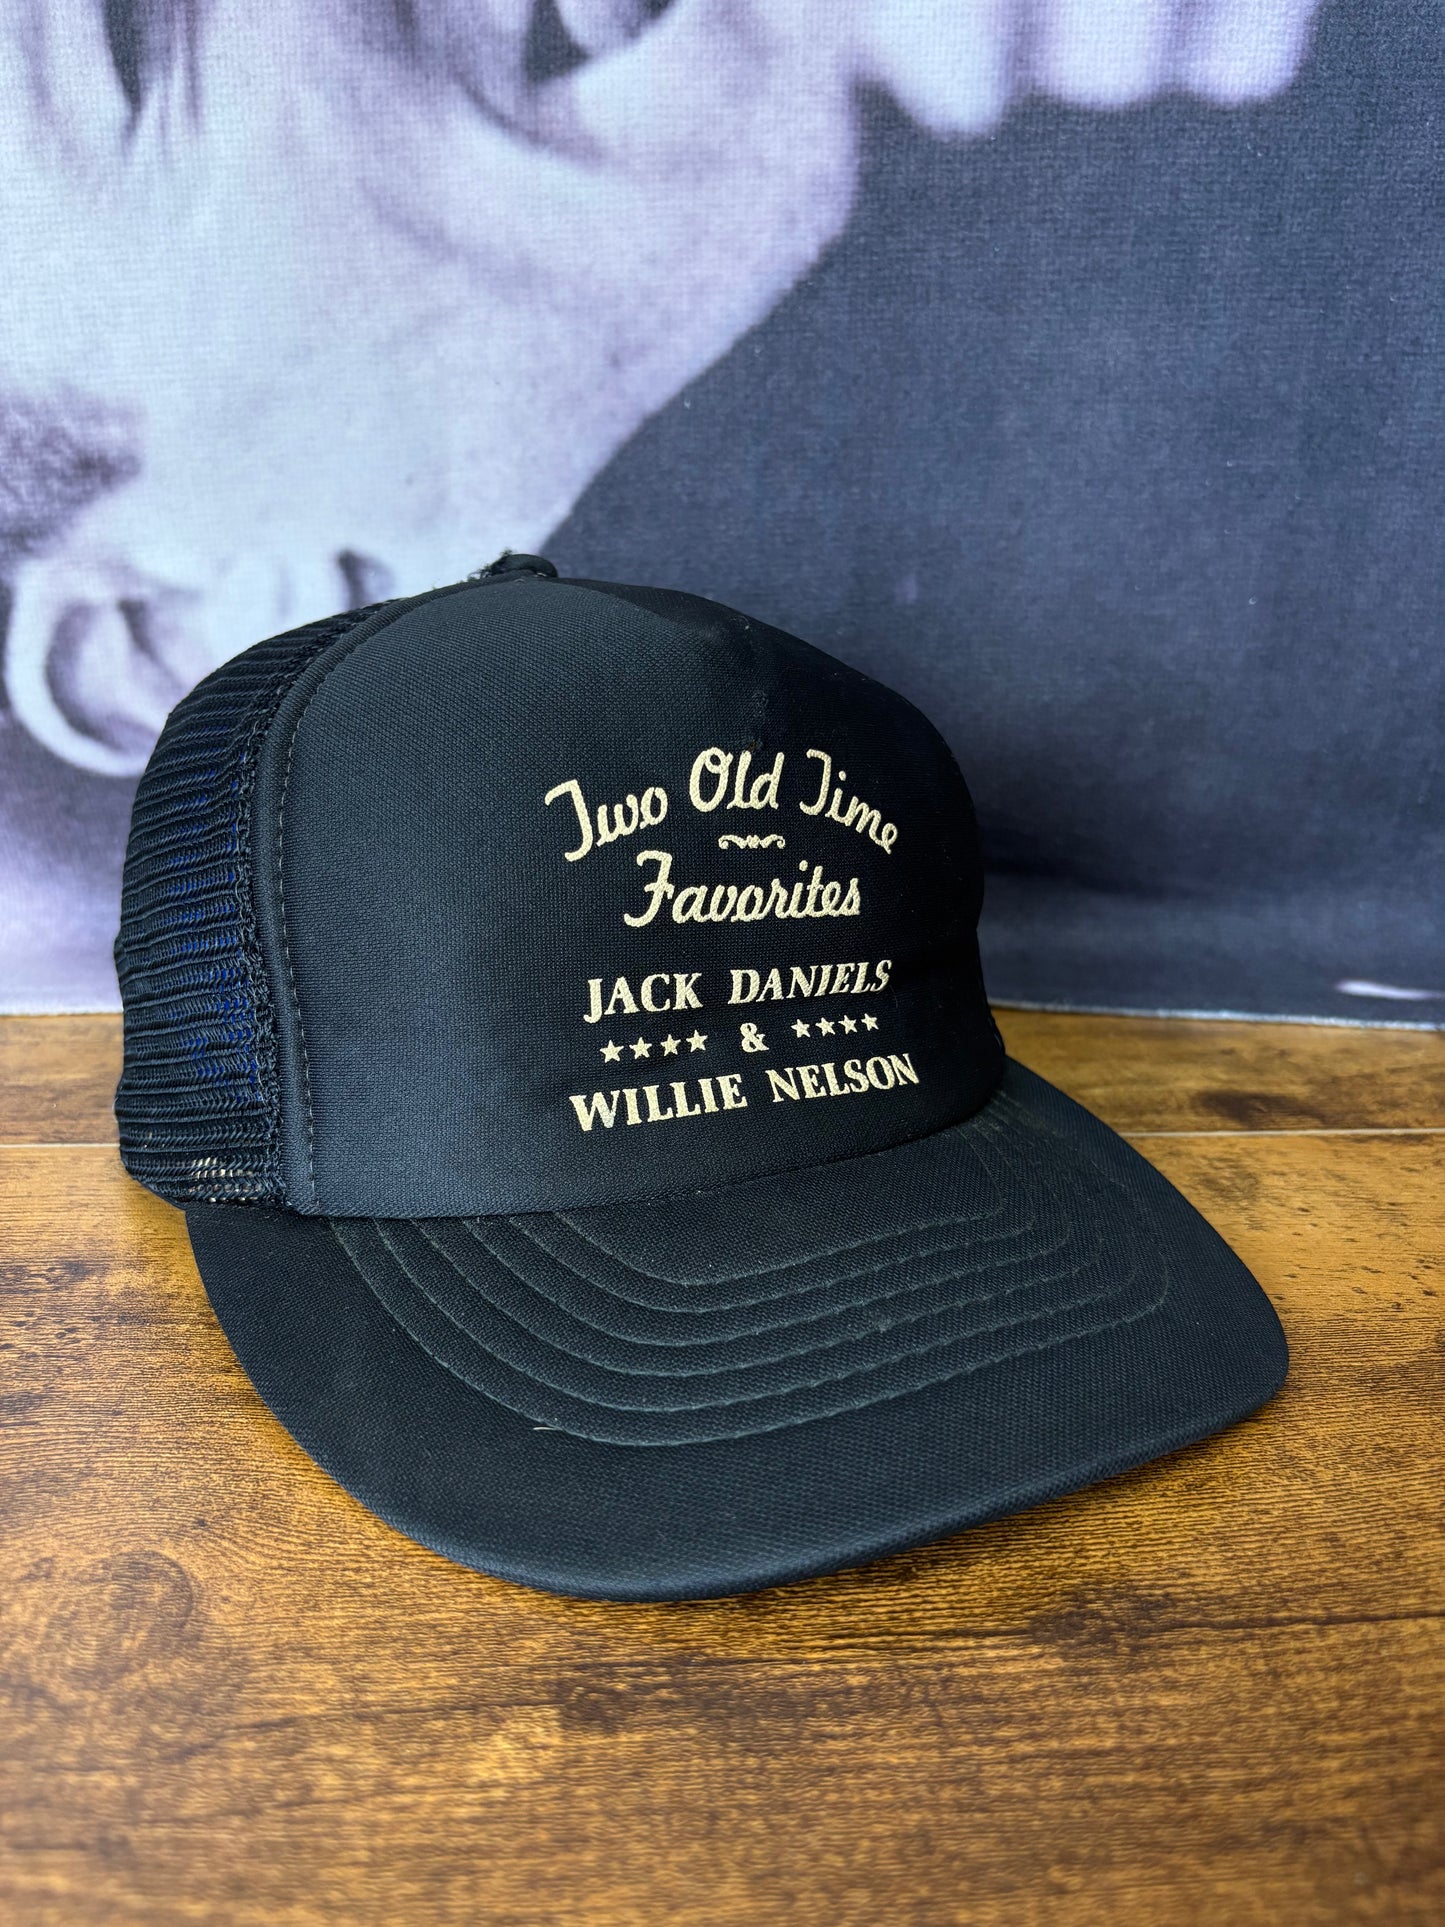 Two Old Time
Favorites
JACK DANIELS
★★★★ & ★★★★
WILLIE NELSON